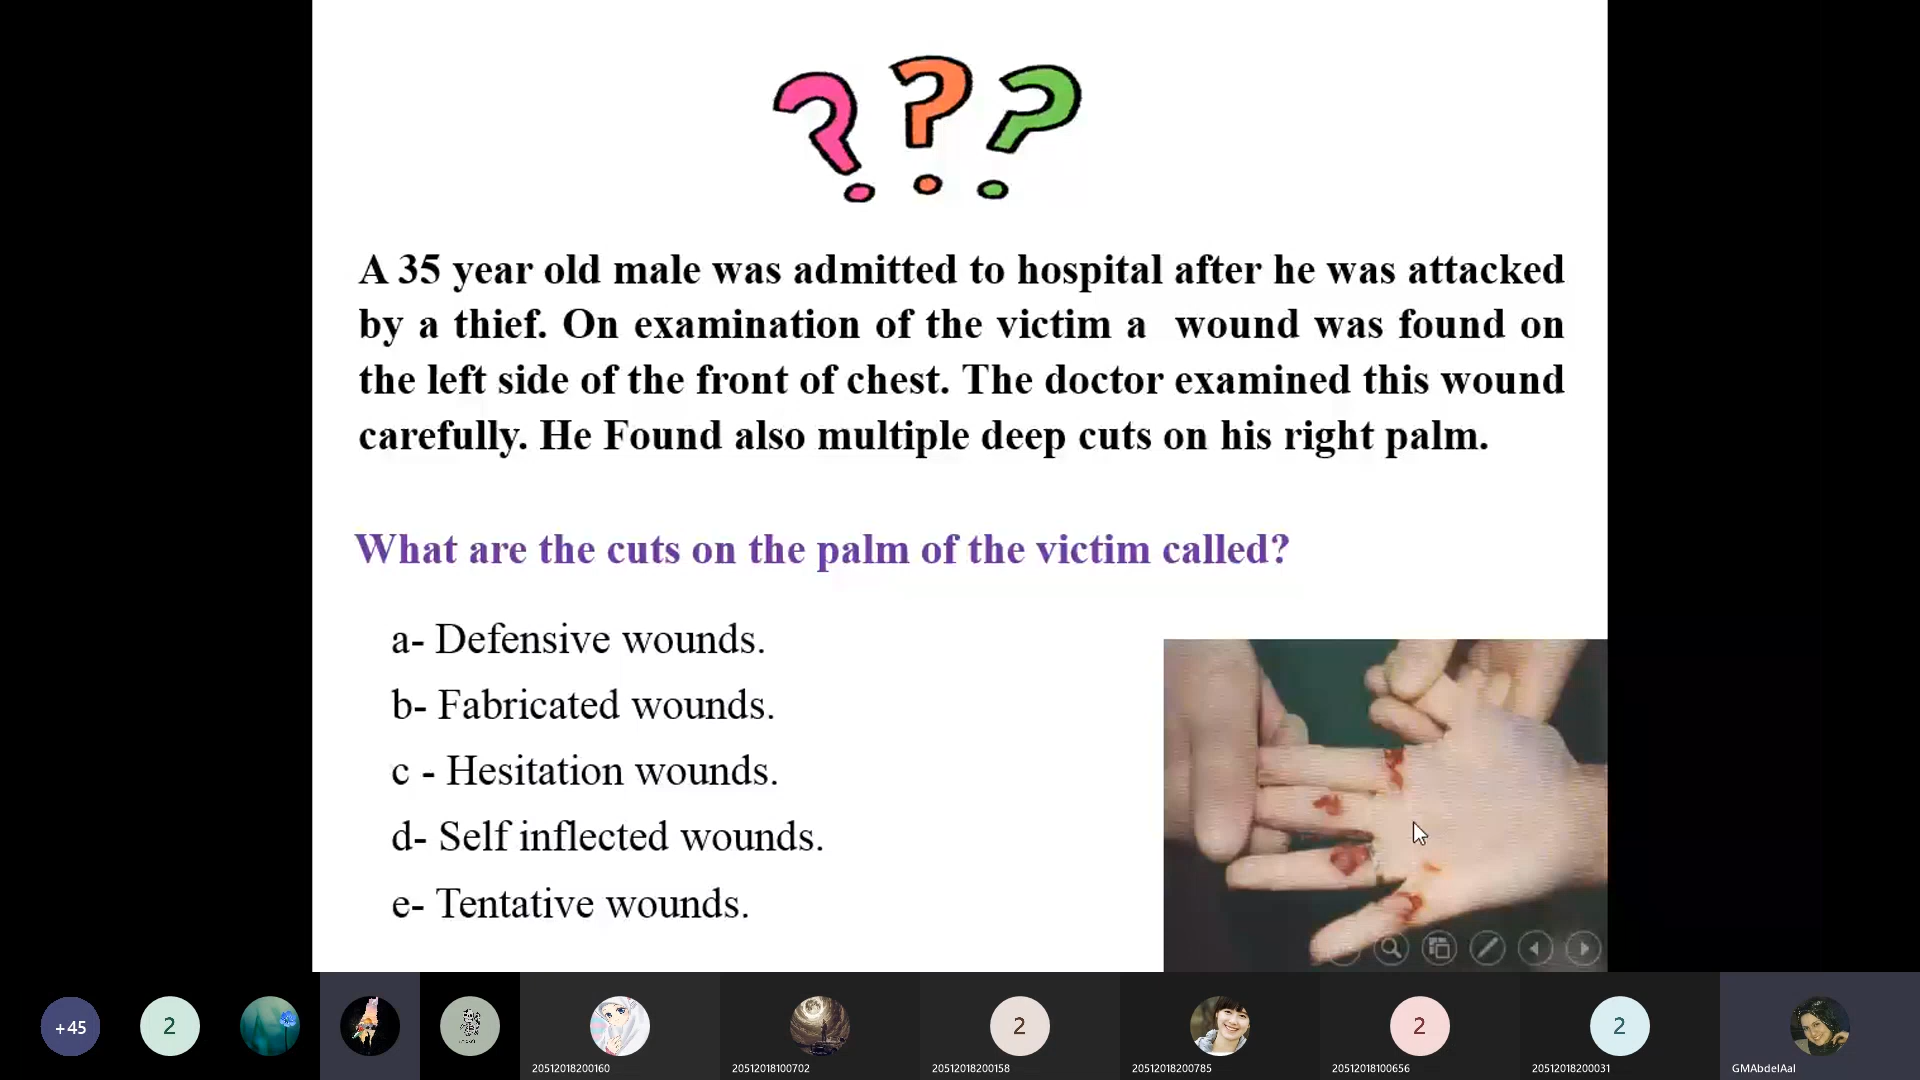 ???
A 35 year old male was admitted to hospital after he was attacked
by a thief. On examination of the victim a wound was found on
the left side of the front of chest. The doctor examined this wound
carefully. He Found also multiple deep cuts on his right palm.
What are the cuts on the palm of the victim called?
a- Defensive wounds.
b- Fabricated wounds.
c - Hesitation wounds.
d- Self inflected wounds.
e- Tentative wounds.
+45
2
2
2
2
20512018200160
20512018100702
20512018200158
20512018200785
20512018100656
20512018200031
GMAbdelAal